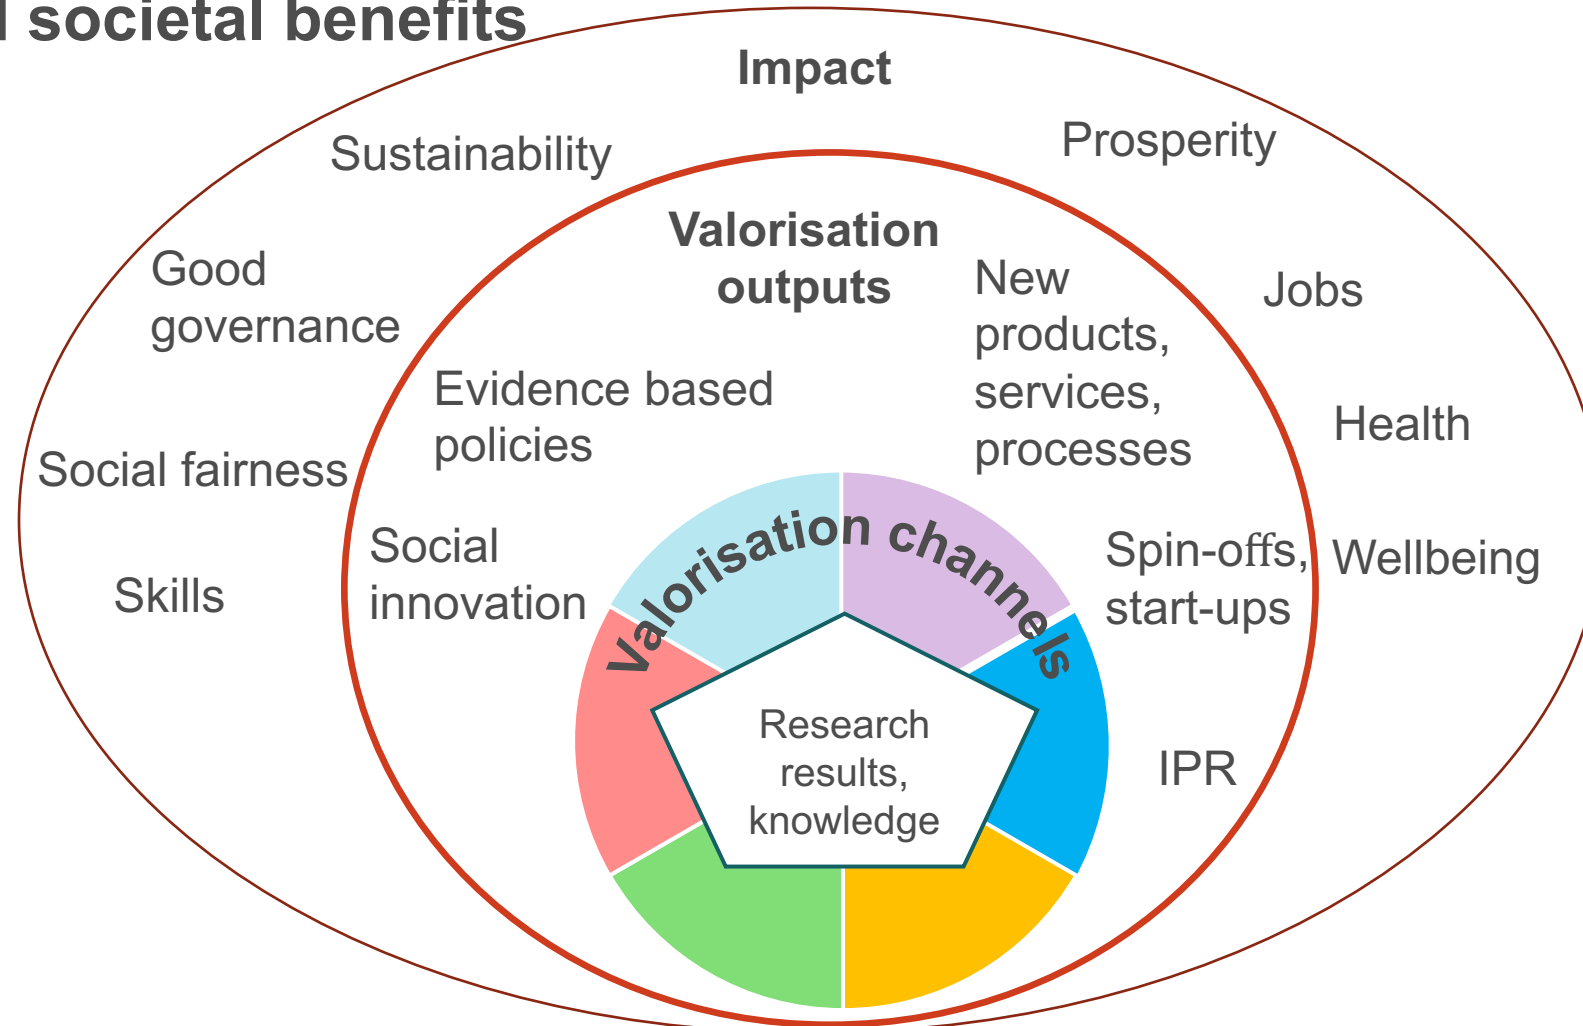 societal benefits
Impact
Sustainability
Prosperity
Good
governance
Jobs
Health
Social fairness
Wellbeing
Skills
Valorisation
outputs
New
products,
services,
processes
Evidence based
policies
Social
innovation
Spin-offs,
start-ups
IPR
Valorisation channels
Research
results,
knowledge